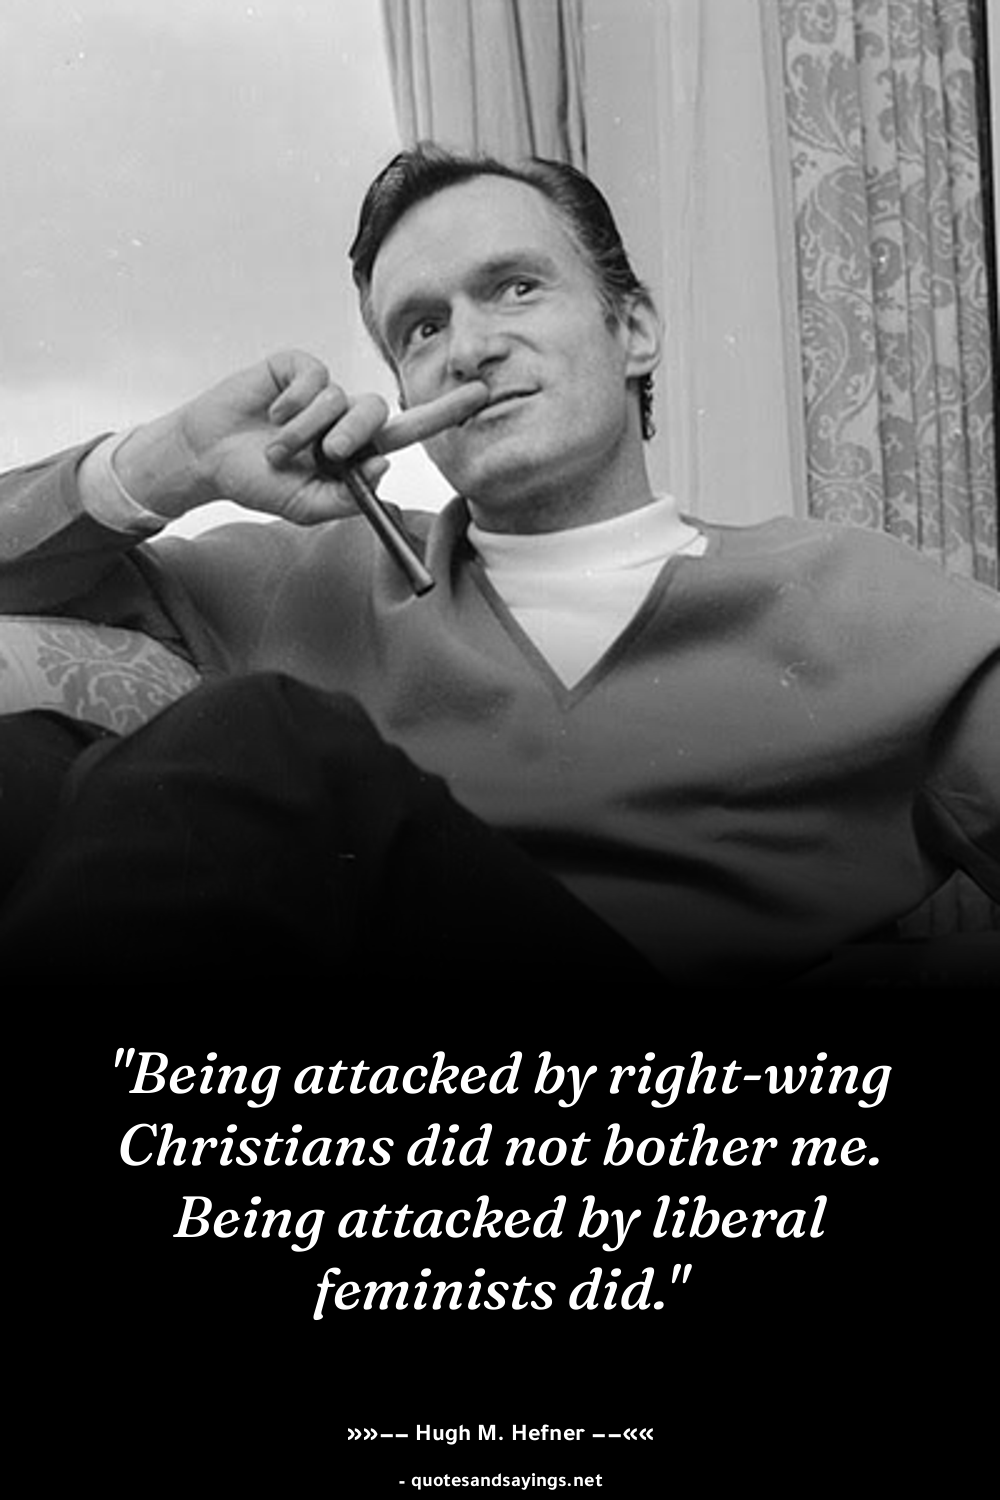 "Being attacked by right-wing
Christians did not bother me.
Being attacked by liberal
feminists did."
»»−− Hugh M. Hefner −−««
- quotesandsayings.net